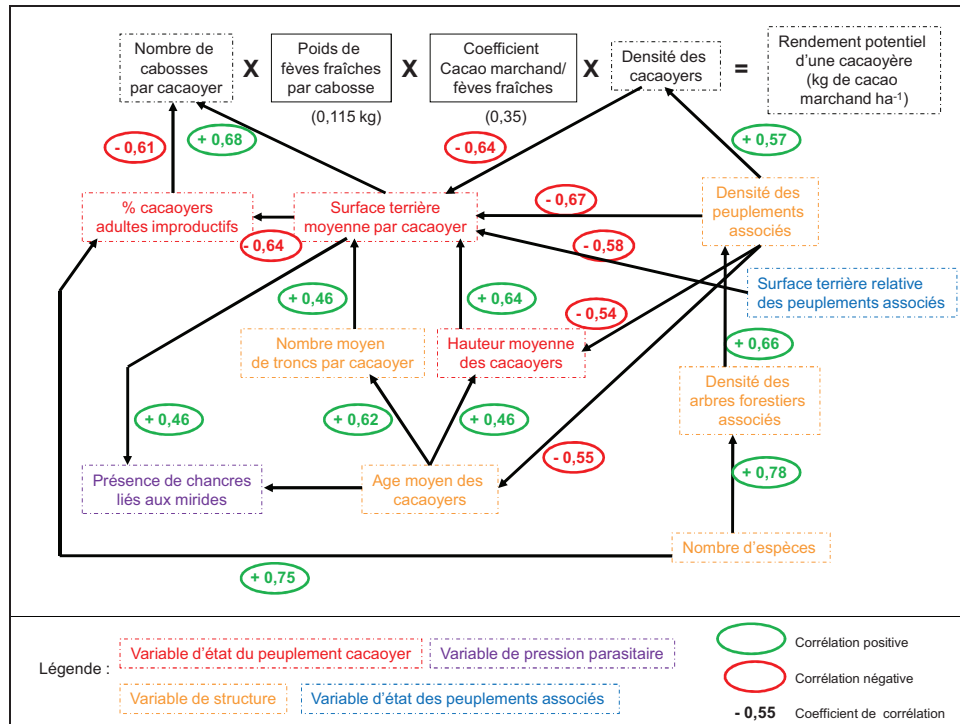 Nombre de
cabosses
par cacaoyer
X
Poids de
fèves fraîches
par cabosse
(0,115 kg)
X
Coefficient
Cacao marchand/
fèves fraîches
(0,35)
X
Densité des
cacaoyers
=
Rendement potentiel
d'une cacaoyère
(kg de cacao
marchand ha-1)
- 0,61
+ 0,68
- 0,64
+ 0,57
% cacaoyers
adultes improductifs
- 0,64
Surface terrière
moyenne par cacaoyer
- 0,67
- 0,58
Densité des
peuplements
associés
Surface terrière relative
des peuplements associés
+ 0,46
+ 0,64
- 0,54
Nombre moyen
de troncs par cacaoyer
Hauteur moyenne
des cacaoyers
+ 0,66
Densité des
arbres forestiers
associés
+ 0,46
+ 0,62
+ 0,46
- 0,55
+ 0,78
Présence de chancres
liés aux mirides
Age moyen des
cacaoyers
Nombre d'espèces
+ 0,75
Légende :
Variable d'état du peuplement cacaoyer
Variable de pression parasitaire
Variable de structure
Variable d'état des peuplements associés
Corrélation positive
Corrélation négative
- 0,55
Coefficient de corrélation